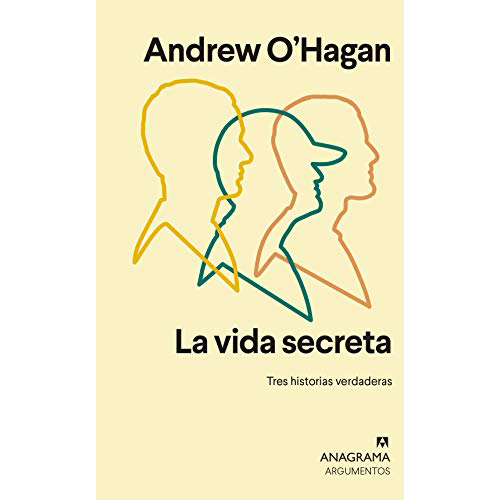 Andrew O’Hagan
La vida secreta
Tres historias verdaderas
ANAGRAMA
ARGUMENTOS